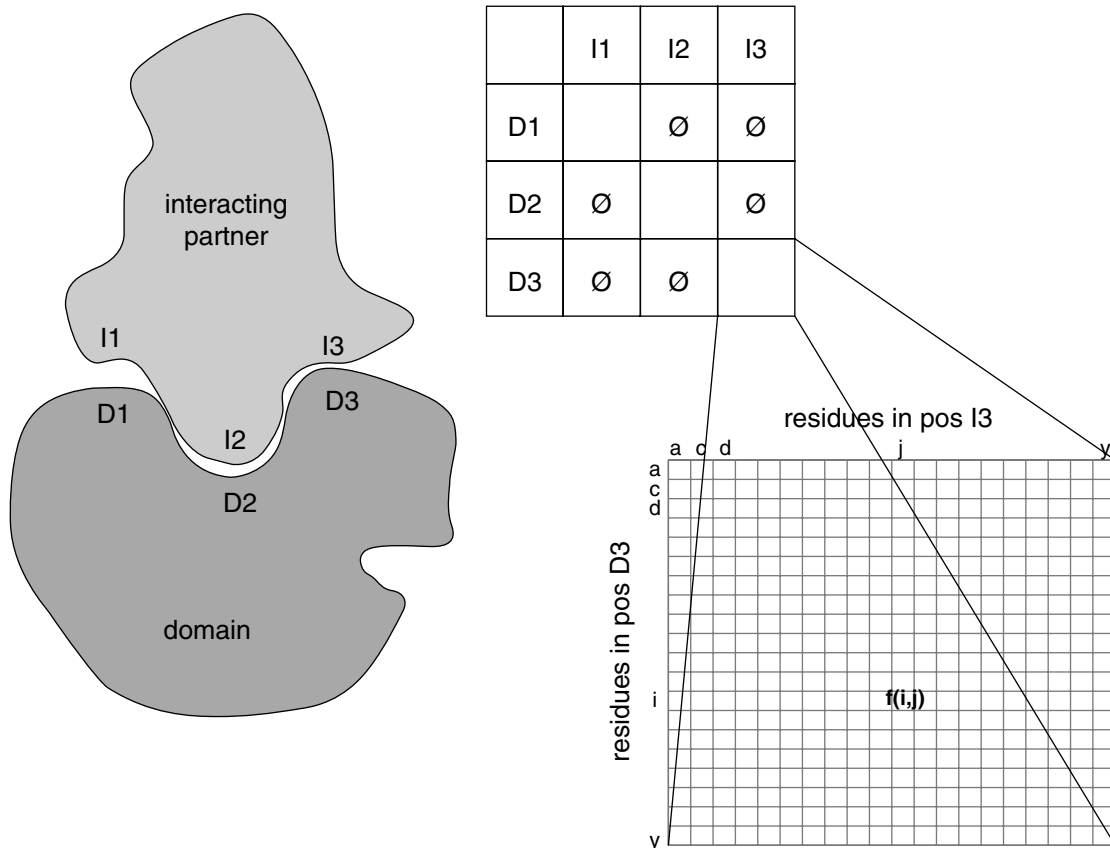 interacting
partner
I1
I3
D1
D3
I2
D2
domain
I1 I2 I3
D1 Ø Ø
D2 Ø Ø
D3 Ø Ø
residues in pos I3
a c d j y
a
c
d
i
y
residues in pos D3
f(i,j)